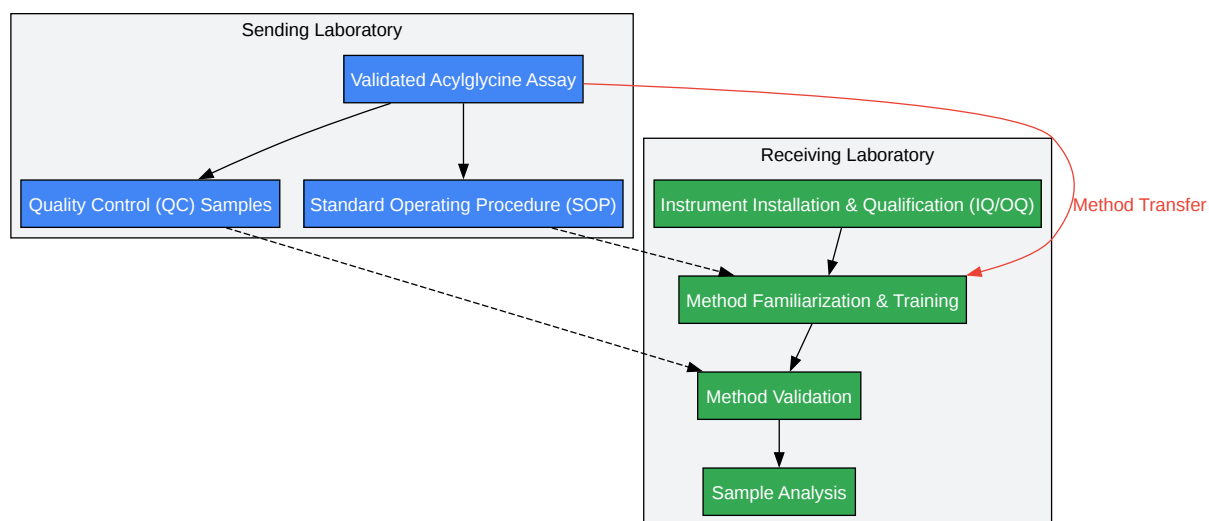 Sending Laboratory
Validated Acylglycine Assay
Quality Control (QC) Samples
Standard Operating Procedure (SOP)
Receiving Laboratory
Instrument Installation & Qualification (IQ/OQ)
Method Transfer
Method Familiarization & Training
Method Validation
Sample Analysis